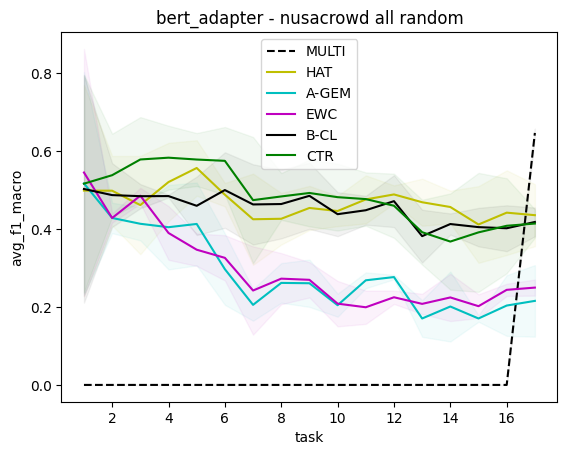 bert_adapter - nusacrowd all random
MULTI
HAT
A-GEM
EWC
B-CL
CTR
0.8
0.6
0.4
0.2
0.0
avg_f1_macro
2 4 6 8 10 12 14 16
task